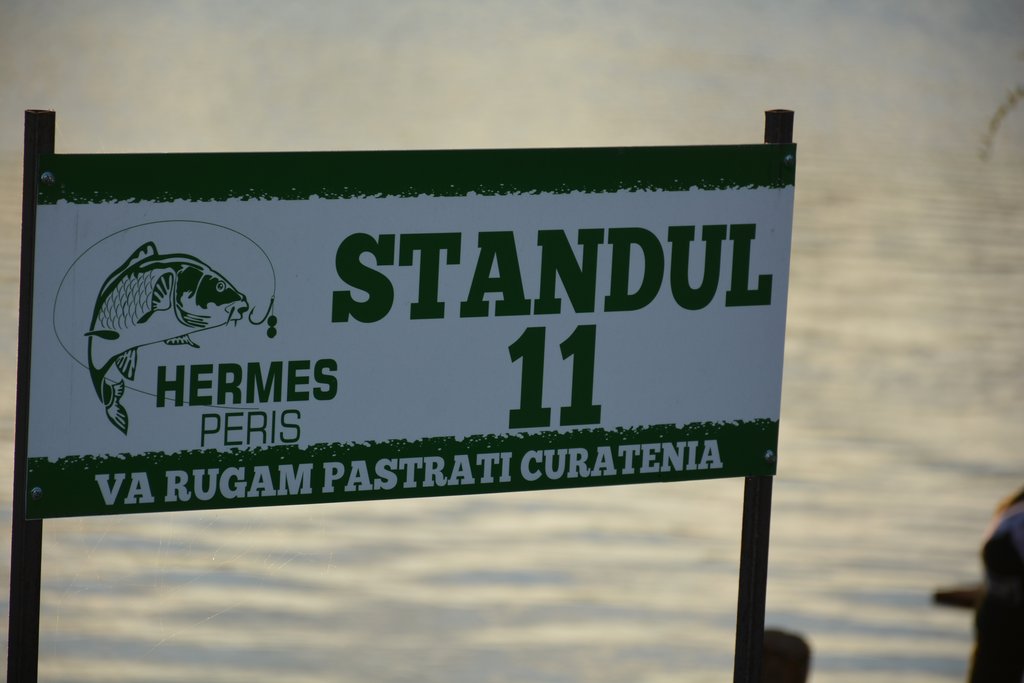 STANDUL
11
HERMES
PERIS
VA RUGAM PASTRATI CURATENIA